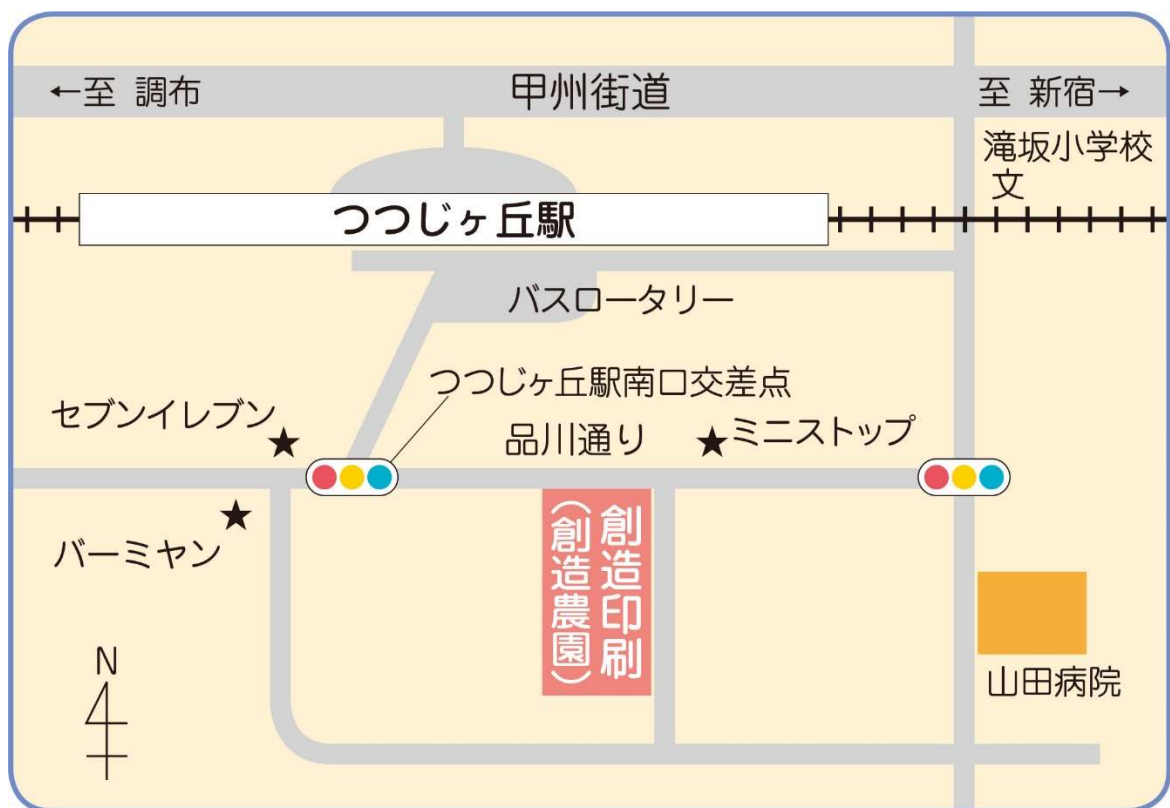 ←至 調布
甲州街道
至 新宿→
滝坂小学校
文
つつじヶ丘駅
バスロータリー
つつじヶ丘駅南口交差点
セブンイレブン
品川通り
★ミニストップ
★
★
バーミヤン
創造印刷
(創造農園)
山田病院
N